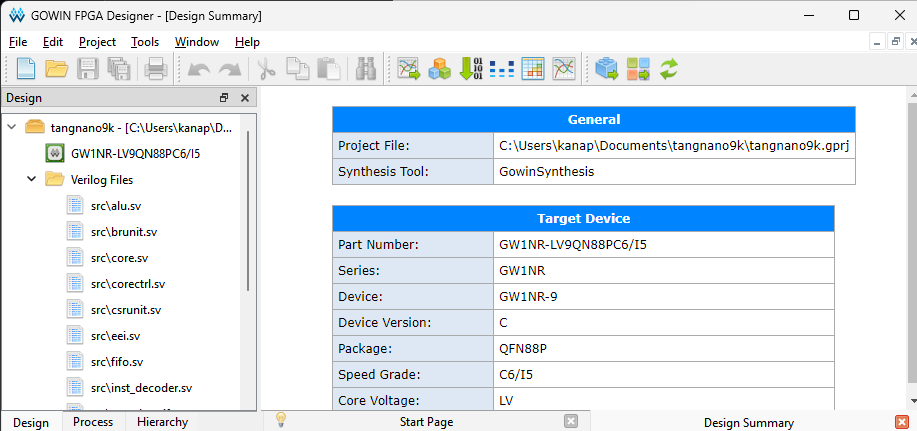 GOWIN FPGA Designer - [Design Summary]
File Edit Project Tools Window Help
Design
tangnano9k - [C:\Users\kanap\D...
GW1NR-LV9QN88PC6/I5
Verilog Files
src\alu.sv
src\brunit.sv
src\core.sv
src\corectrl.sv
src\csrunit.sv
src\eei.sv
src\fifo.sv
src\inst_decoder.sv
Design Process Hierarchy
General
Project File: C:\Users\kanap\Documents\tangnano9k\tangnano9k.gprj
Synthesis Tool: GowinSynthesis
Target Device
Part Number: GW1NR-LV9QN88PC6/I5
Series: GW1NR
Device: GW1NR-9
Device Version: C
Package: QFN88P
Speed Grade: C6/I5
Core Voltage: LV
Start Page
Design Summary